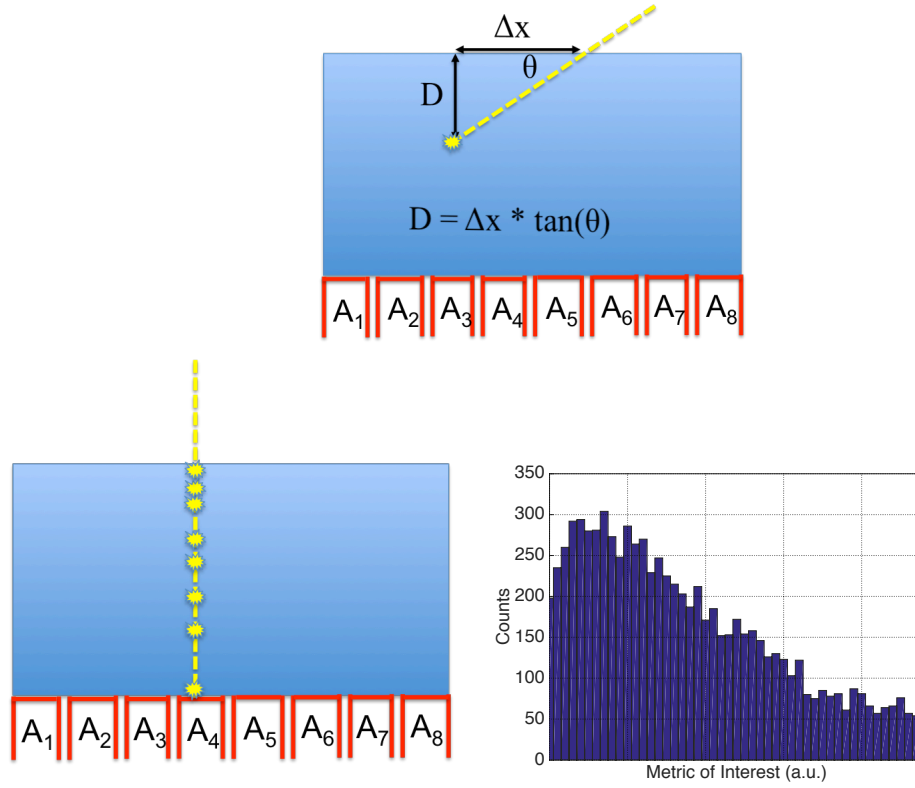 Δx
θ
D
D = Δx * tan(θ)
A₁ A₂ A₃ A₄ A₅ A₆ A₇ A₈
A₁ A₂ A₃ A₄ A₅ A₆ A₇ A₈
350
300
250
200
150
100
50
0
Counts
Metric of Interest (a.u.)